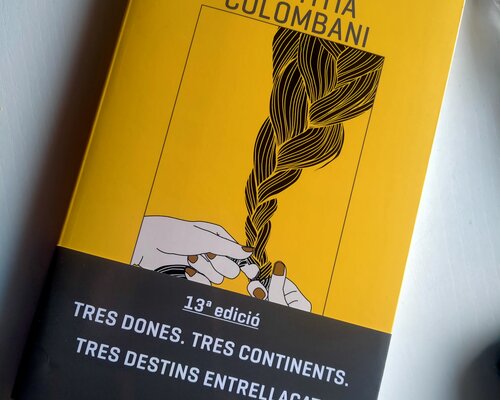 COLOMBANI
13ª edició
TRES DONES. TRES CONTINENTS.
TRES DESTINS